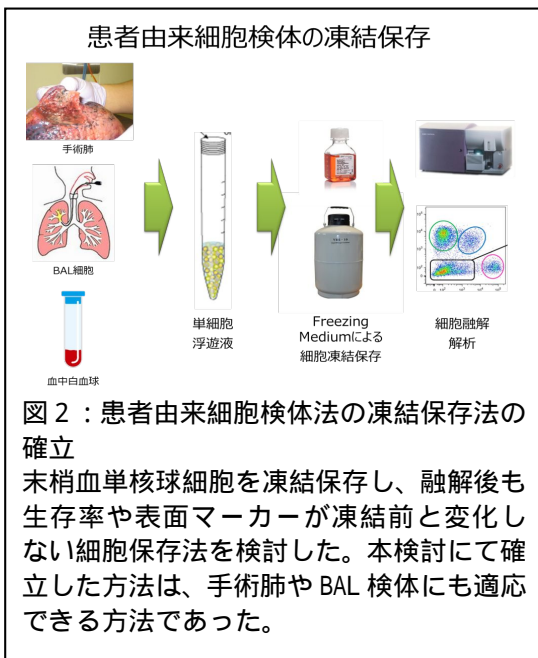 患者由来細胞検体の凍結保存
手術肺
BAL細胞
血中白血球
単細胞
浮遊液
Freezing
Mediumによる
細胞凍結保存
細胞融解
解析
図2：患者由来細胞検体法の凍結保存法の
確立
末梢血単核球細胞を凍結保存し、融解後も
生存率や表面マーカーが凍結前と変化し
ない細胞保存法を検討した。本検討にて確
立した方法は、手術肺や BAL 検体にも適応
できる方法であった。